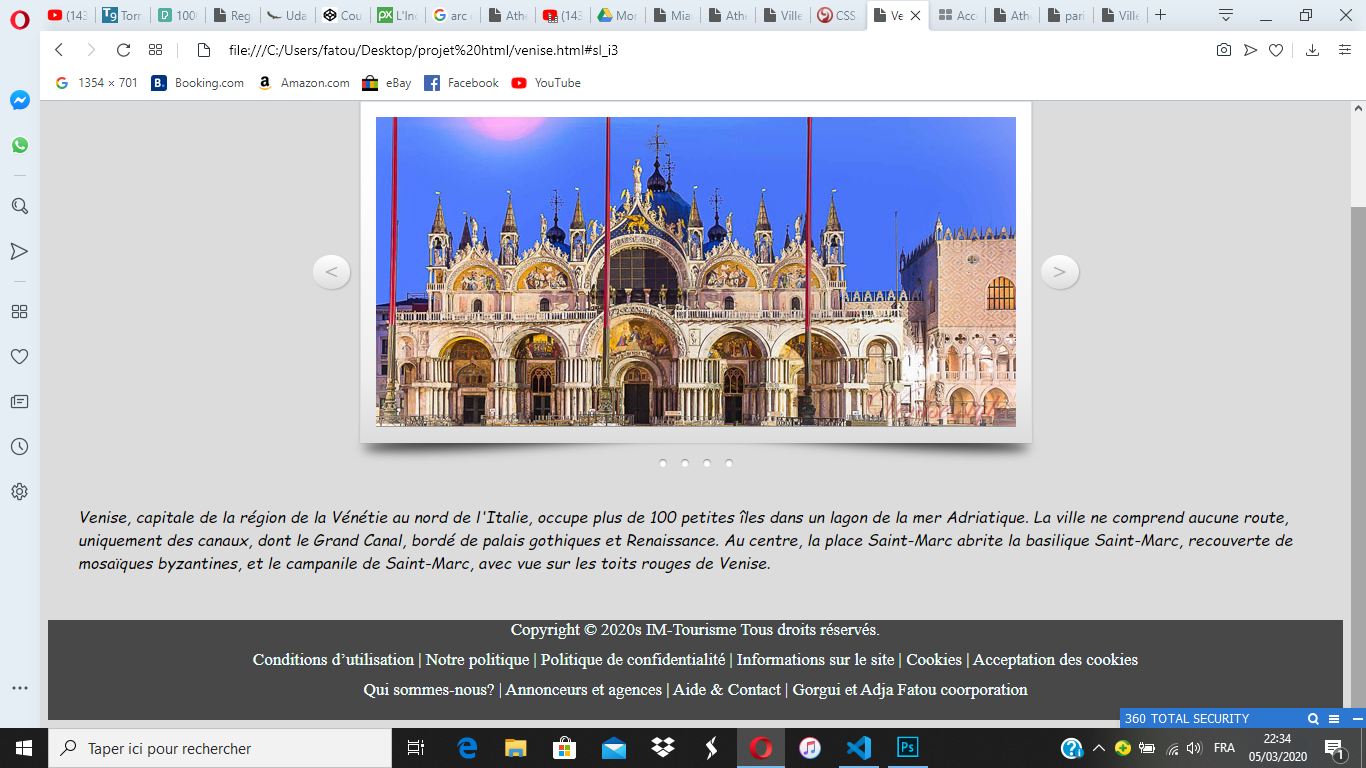 (143
Torr
100
Reg
Uda
Cou
L'Inc
arc
Athe
(143
Mor
Mia
Athe
Ville
CSS
Ve
Acc
Athe
pari
Ville
file:///C:/Users/fatou/Desktop/projet%20html/venise.html#sl_i3
1354 × 701
Booking.com
Amazon.com
eBay
Facebook
YouTube
<
>
Venise, capitale de la région de la Vénétie au nord de l'Italie, occupe plus de 100 petites îles dans un lagon de la mer Adriatique. La ville ne comprend aucune route,
uniquement des canaux, dont le Grand Canal, bordé de palais gothiques et Renaissance. Au centre, la place Saint-Marc abrite la basilique Saint-Marc, recouverte de
mosaïques byzantines, et le campanile de Saint-Marc, avec vue sur les toits rouges de Venise.
Copyright © 2020s IM-Tourisme Tous droits réservés.
Conditions d’utilisation | Notre politique | Politique de confidentialité | Informations sur le site | Cookies | Acceptation des cookies
Qui sommes-nous? | Annonceurs et agences | Aide & Contact | Gorgui et Adja Fatou coorporation
360 TOTAL SECURITY
Taper ici pour rechercher
FRA
22:34
05/03/2020
1